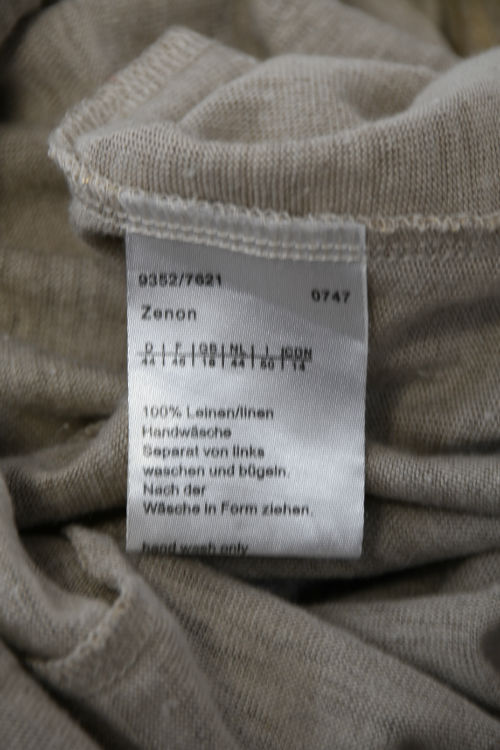 9352/7621
0747
Zenon
D | F | GB | NL | I | CDN
44 | 46 | 18 | 44 | 50 | 14
100% Leinen/linen
Handwäsche
Separat von links
waschen und bügeln.
Nach der
Wäsche in Form ziehen.
hand wash only